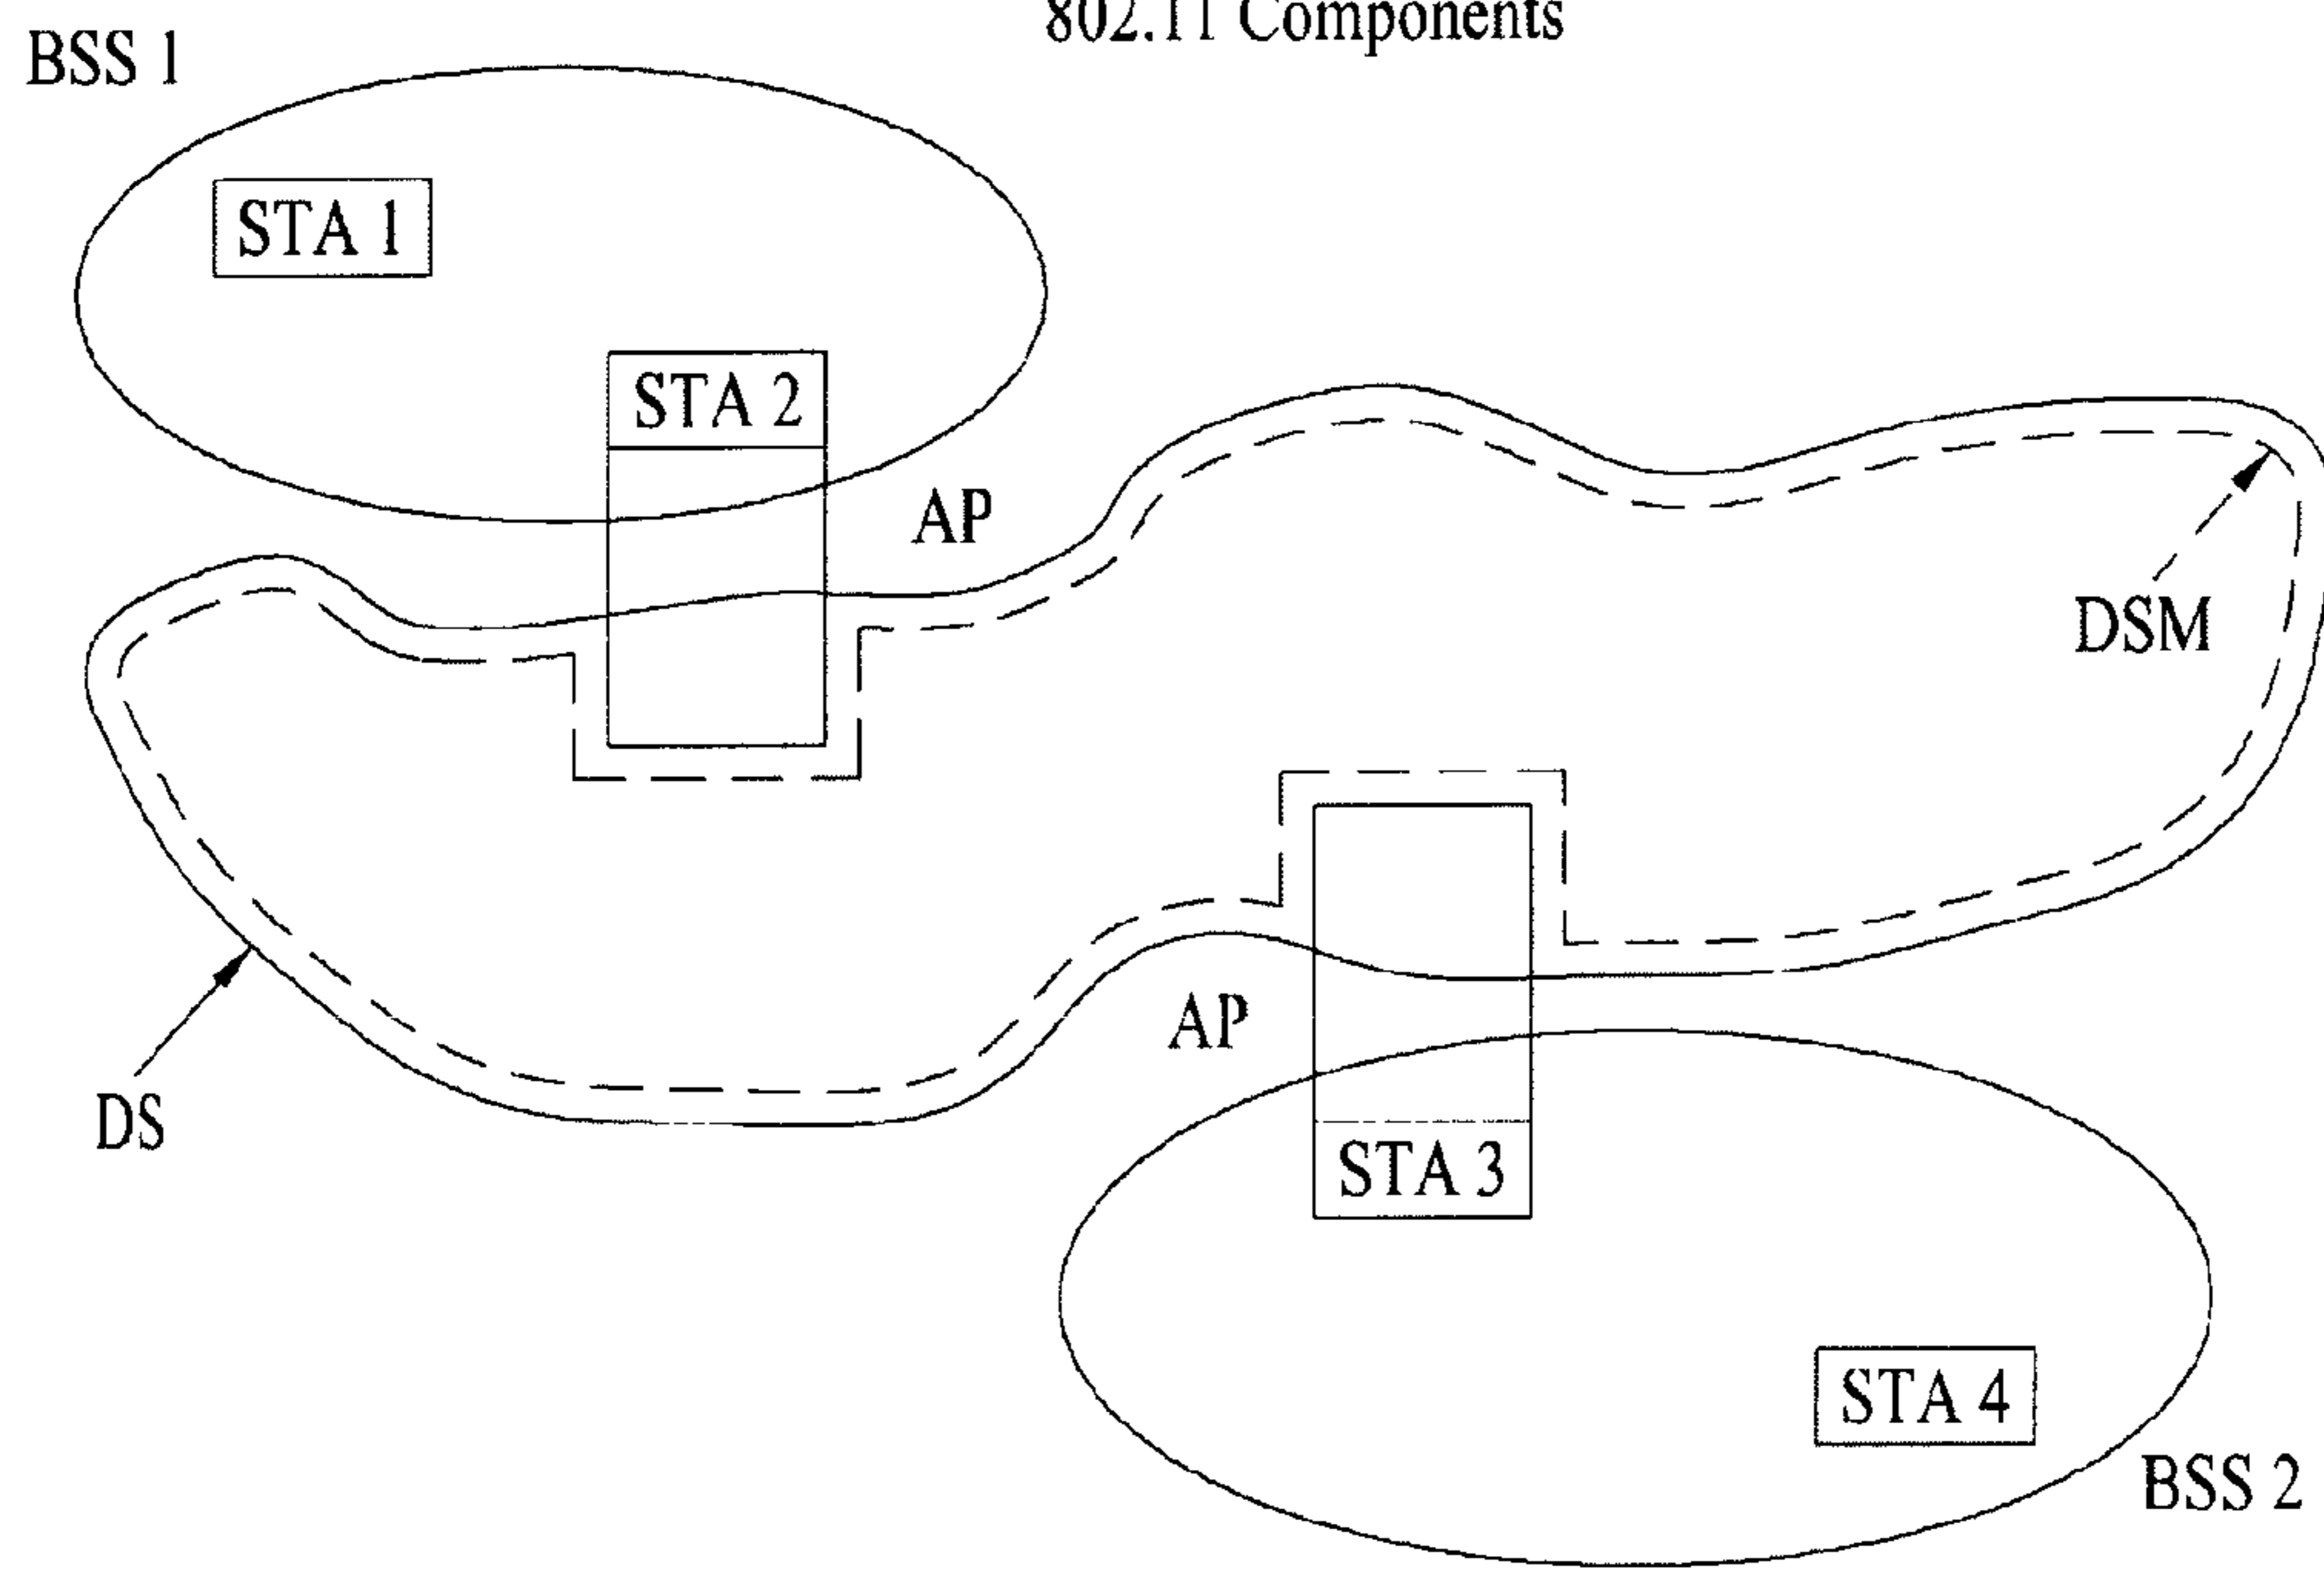 802.11 Components
BSS 1
STA 1
STA 2
AP
DSM
AP
DS
STA 3
STA 4
BSS 2